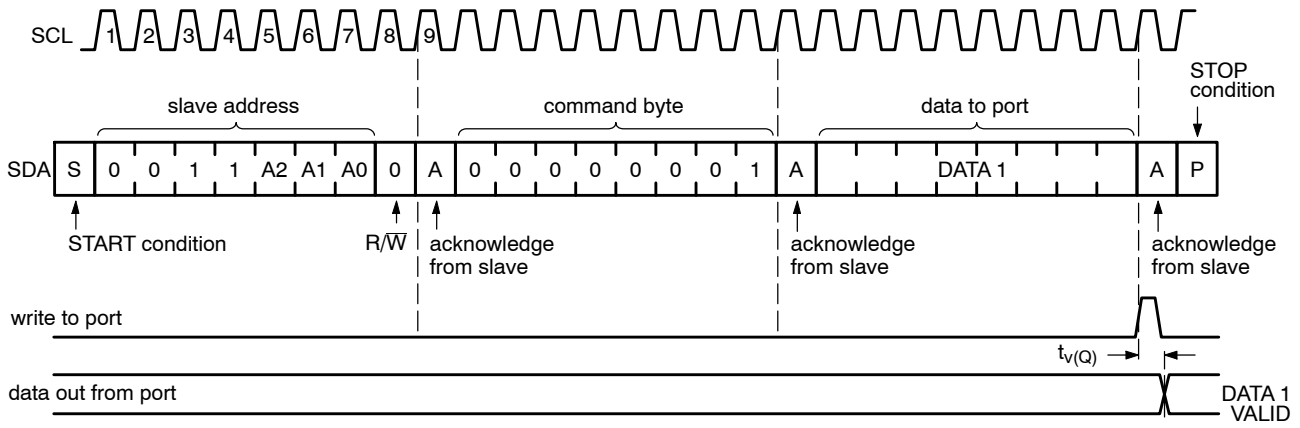 SCL 1 2 3 4 5 6 7 8 9
STOP
condition
slave address command byte data to port
SDA S 0 0 1 1 A2 A1 A0 0 A 0 0 0 0 0 0 0 1 A DATA 1 A P
START condition R/W̅ acknowledge
from slave
acknowledge
from slave
acknowledge
from slave
write to port
tv(Q)
data out from port DATA 1
VALID